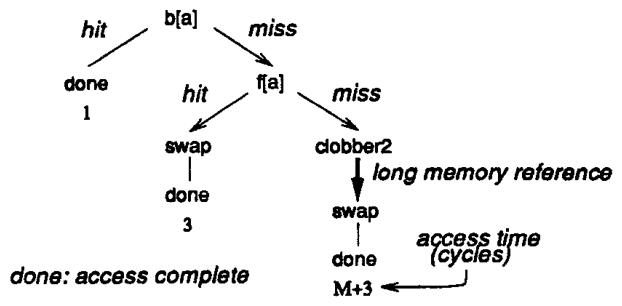 b[a]
hit
miss
done
1
f[a]
hit
miss
swap
done
3
clobber2
long memory reference
swap
done
M+3
access time
(cycles)
done: access complete